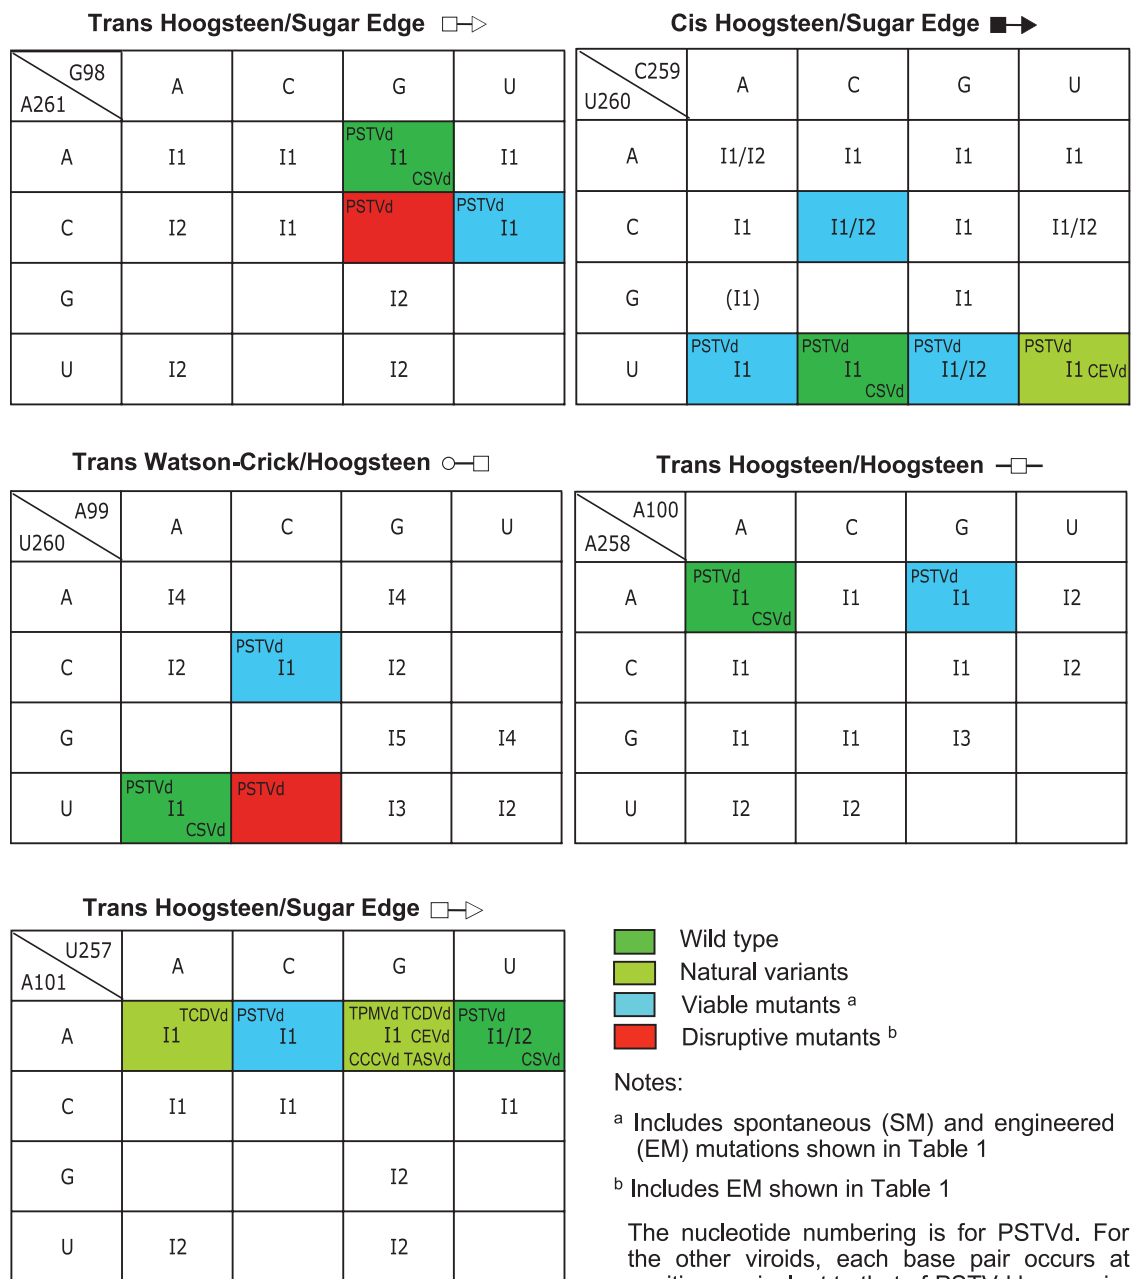 Trans Hoogsteen/Sugar Edge
G98 A C G U
A261
A I1 I1 PSTVd I1 CSVd I1
C I2 I1 PSTVd PSTVd I1
G I2
U I2 I2
Cis Hoogsteen/Sugar Edge
C259 A C G U
U260
A I1/I2 I1 I1 I1
C I1 I1/I2 I1 I1/I2
G (I1) I1
U PSTVd I1 PSTVd I1 CSVd PSTVd I1/I2 PSTVd I1 CEVd
Trans Watson-Crick/Hoogsteen
A99 A C G U
U260
A I4 I4
C I2 PSTVd I1 I2
G I5 I4
U PSTVd I1 CSVd PSTVd I3 I2
Trans Hoogsteen/Hoogsteen
A100 A C G U
A258
A PSTVd I1 CSVd I1 PSTVd I1 I2
C I1 I1 I2
G I1 I1 I3
U I2 I2
Trans Hoogsteen/Sugar Edge
U257 A C G U
A101
A TCDVd I1 PSTVd I1 TPMVd TCDVd I1 CEVd CCCVd TASVd PSTVd I1/I2 CSVd
C I1 I1 I1
G I2
U I2 I2
Wild type
Natural variants
Viable mutants a
Disruptive mutants b
Notes:
a Includes spontaneous (SM) and engineered
(EM) mutations shown in Table 1
b Includes EM shown in Table 1
The nucleotide numbering is for PSTVd. For
the other viroids, each base pair occurs at